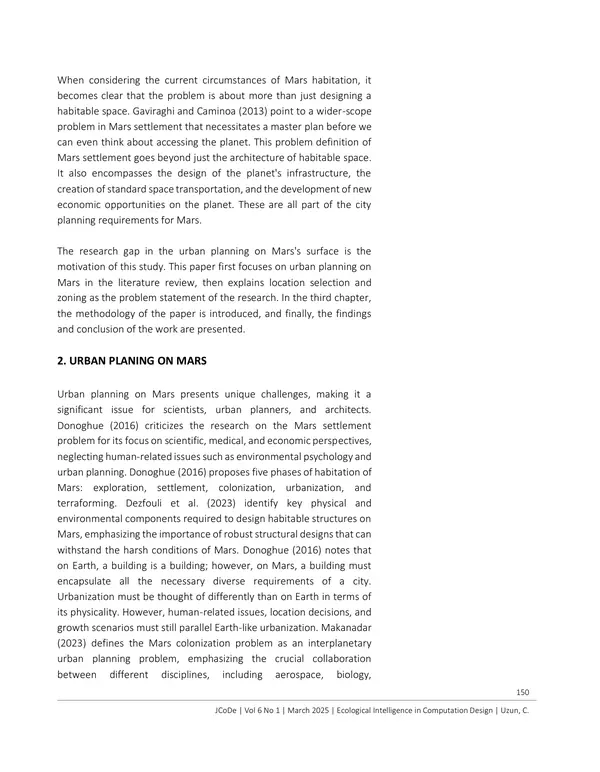 When considering the current circumstances of Mars habitation, it
becomes clear that the problem is about more than just designing a
habitable space. Gaviraghi and Caminoa (2013) point to a wider-scope
problem in Mars settlement that necessitates a master plan before we
can even think about accessing the planet. This problem definition of
Mars settlement goes beyond just the architecture of habitable space.
It also encompasses the design of the planet's infrastructure, the
creation of standard space transportation, and the development of new
economic opportunities on the planet. These are all part of the city
planning requirements for Mars.
The research gap in the urban planning on Mars's surface is the
motivation of this study. This paper first focuses on urban planning on
Mars in the literature review, then explains location selection and
zoning as the problem statement of the research. In the third chapter,
the methodology of the paper is introduced, and finally, the findings
and conclusion of the work are presented.
2. URBAN PLANING ON MARS
Urban planning on Mars presents unique challenges, making it a
significant issue for scientists, urban planners, and architects.
Donoghue (2016) criticizes the research on the Mars settlement
problem for its focus on scientific, medical, and economic perspectives,
neglecting human-related issues such as environmental psychology and
urban planning. Donoghue (2016) proposes five phases of habitation of
Mars: exploration, settlement, colonization, urbanization, and
terraforming. Dezfouli et al. (2023) identify key physical and
environmental components required to design habitable structures on
Mars, emphasizing the importance of robust structural designs that can
withstand the harsh conditions of Mars. Donoghue (2016) notes that
on Earth, a building is a building; however, on Mars, a building must
encapsulate all the necessary diverse requirements of a city.
Urbanization must be thought of differently than on Earth in terms of
its physicality. However, human-related issues, location decisions, and
growth scenarios must still parallel Earth-like urbanization. Makanadar
(2023) defines the Mars colonization problem as an interplanetary
urban planning problem, emphasizing the crucial collaboration
between different disciplines, including aerospace, biology,
150
JCoDe | Vol 6 No 1 | March 2025 | Ecological Intelligence in Computation Design | Uzun, C.